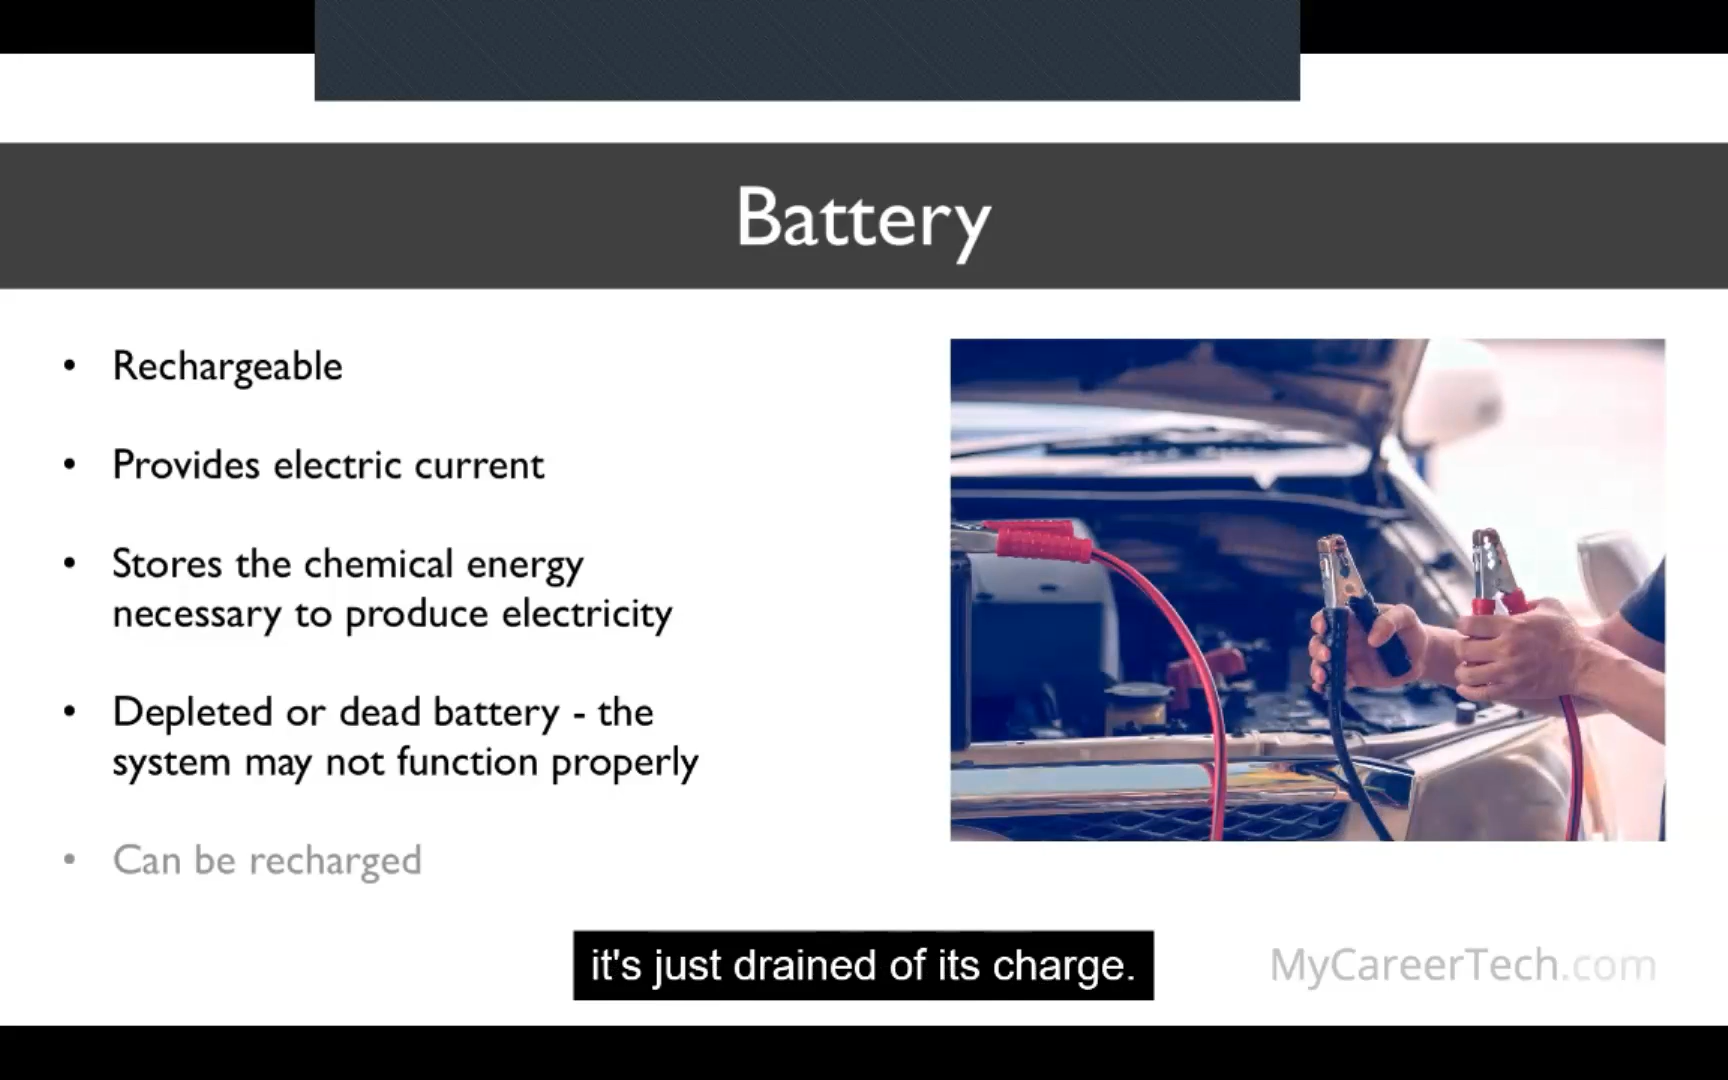 Battery
• Rechargeable
• Provides electric current
• Stores the chemical energy
necessary to produce electricity
• Depleted or dead battery - the
system may not function properly
• Can be recharged
it's just drained of its charge.
MyCareerTech.com